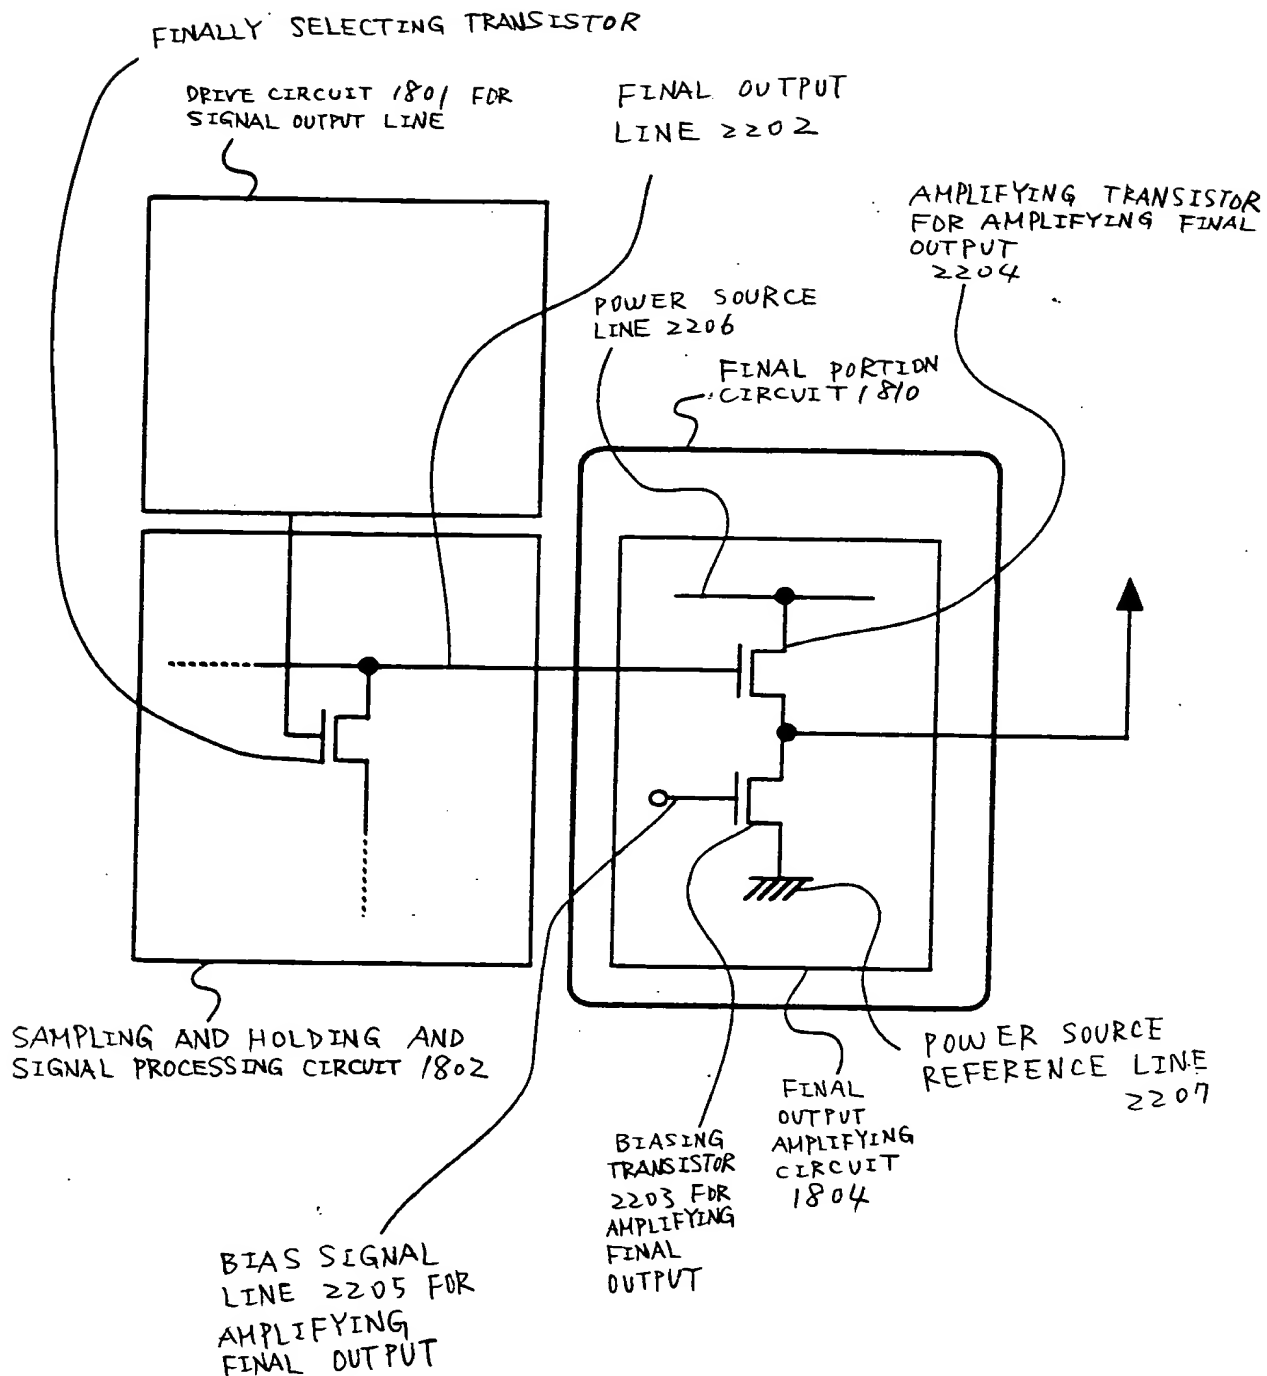 FINALLY SELECTING TRANSISTOR
DRIVE CIRCUIT 1801 FOR
SIGNAL OUTPUT LINE
FINAL OUTPUT
LINE 2202
AMPLIFYING TRANSISTOR
FOR AMPLIFYING FINAL
OUTPUT
2204
POWER SOURCE
LINE 2206
FINAL PORTION
CIRCUIT 1810
SAMPLING AND HOLDING AND
SIGNAL PROCESSING CIRCUIT 1802
POWER SOURCE
REFERENCE LINE
2207
FINAL
OUTPUT
AMPLIFYING
CIRCUIT
1804
BIASING
TRANSISTOR
2203 FOR
AMPLIFYING
FINAL
OUTPUT
BIAS SIGNAL
LINE 2205 FOR
AMPLIFYING
FINAL OUTPUT